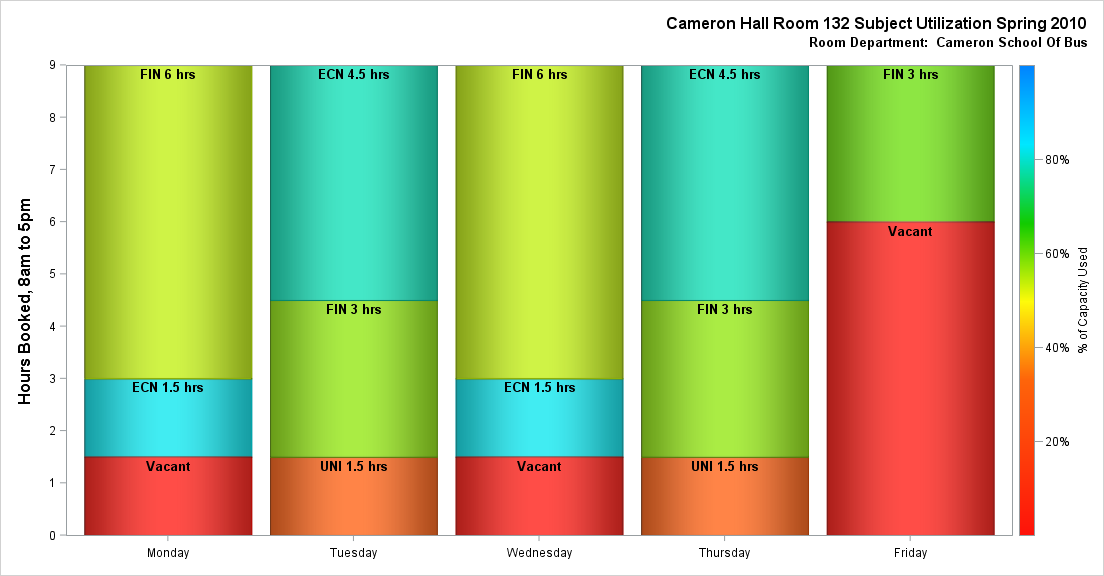 Cameron Hall Room 132 Subject Utilization Spring 2010
Room Department:  Cameron School Of Bus
Hours Booked, 8am to 5pm
9
8
7
6
5
4
3
2
1
0
FIN 6 hrs
ECN 1.5 hrs
Vacant
ECN 4.5 hrs
FIN 3 hrs
UNI 1.5 hrs
FIN 6 hrs
ECN 1.5 hrs
Vacant
ECN 4.5 hrs
FIN 3 hrs
UNI 1.5 hrs
FIN 3 hrs
Vacant
Monday
Tuesday
Wednesday
Thursday
Friday
80%
60%
40%
20%
% of Capacity Used